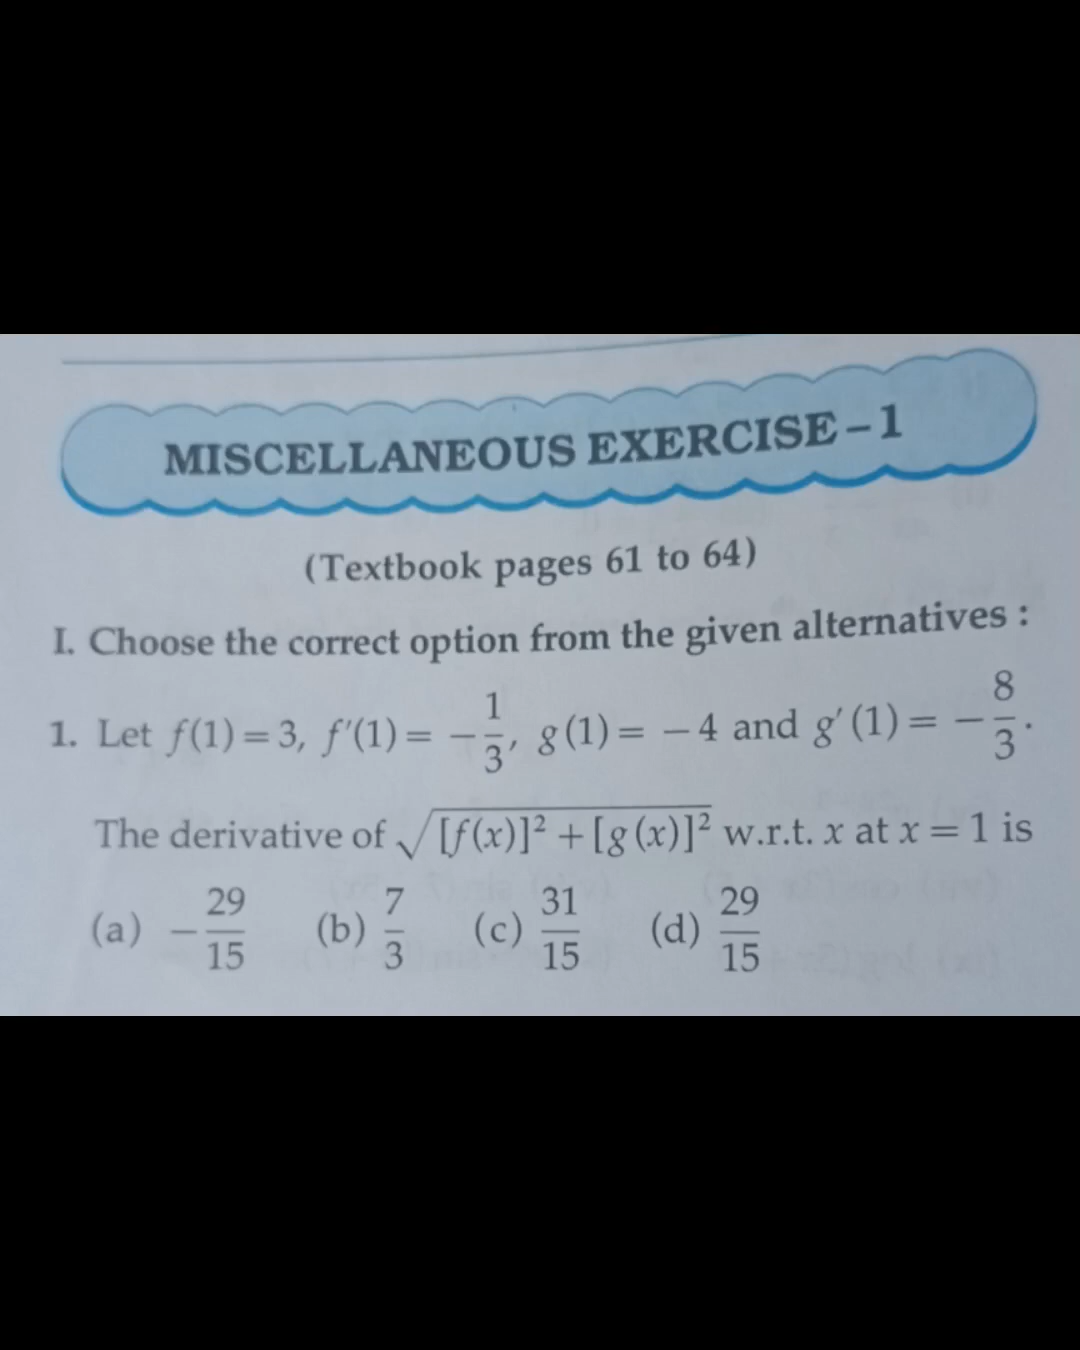 MISCELLANEOUS EXERCISE – 1
(Textbook pages 61 to 64)
I. Choose the correct option from the given alternatives :
1. Let f(1) = 3, f′(1) = −1/3, g(1) = −4 and g′(1) = −8/3.
The derivative of √([f(x)]² + [g(x)]²) w.r.t. x at x = 1 is
(a) −29/15 (b) 7/3 (c) 31/15 (d) 29/15